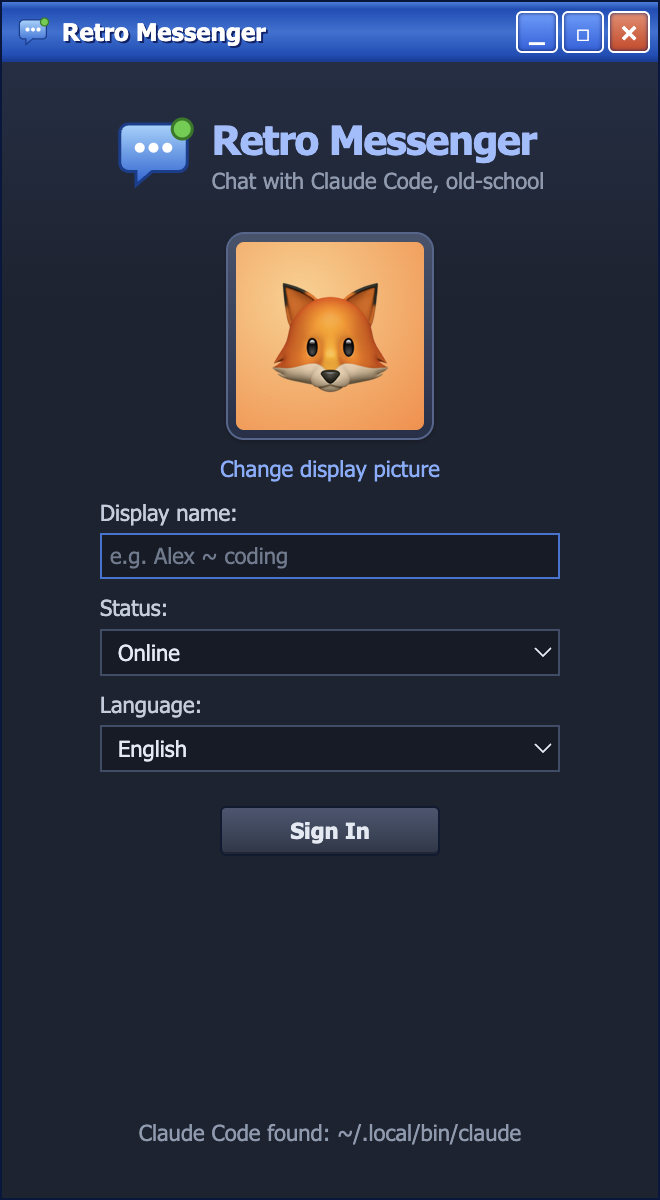 Retro Messenger
Retro Messenger
Chat with Claude Code, old-school
Change display picture
Display name:
e.g. Alex ~ coding
Status:
Online
Language:
English
Sign In
Claude Code found: ~/.local/bin/claude